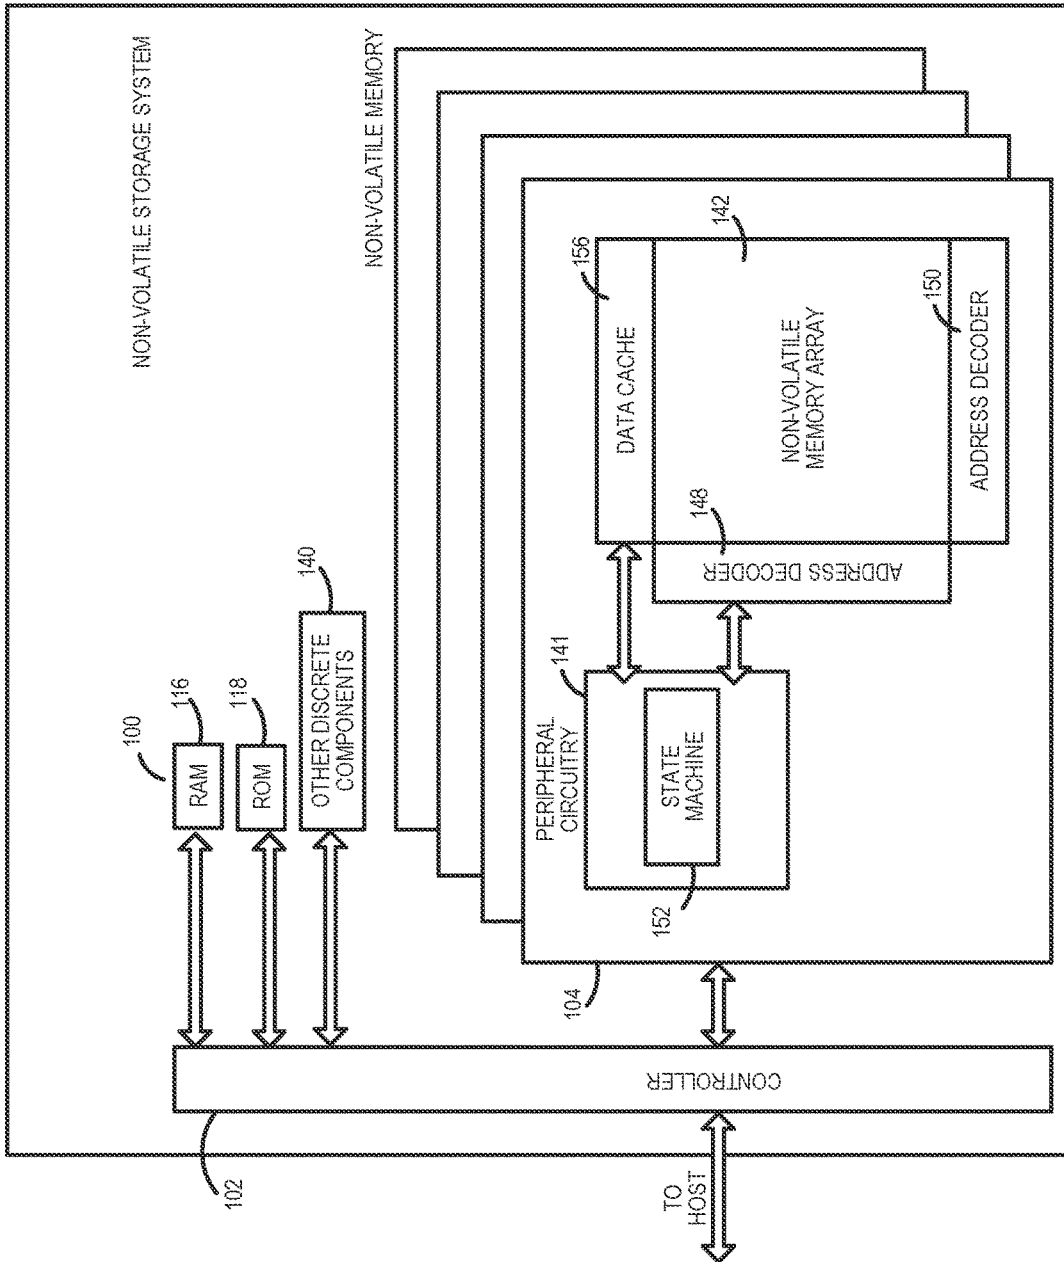 NON-VOLATILE STORAGE SYSTEM
100
RAM
116
ROM
118
OTHER DISCRETE
COMPONENTS
140
NON-VOLATILE MEMORY
TO
HOST
102
CONTROLLER
104
PERIPHERAL
CIRCUITRY
141
STATE
MACHINE
152
DATA CACHE
156
ADDRESS DECODER
148
NON-VOLATILE
MEMORY ARRAY
142
ADDRESS DECODER
150